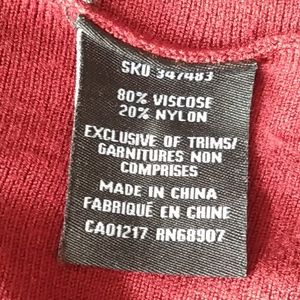 SKU 347483
80% VISCOSE
20% NYLON
EXCLUSIVE OF TRIMS/
GARNITURES NON
COMPRISES
MADE IN CHINA
FABRIQUÉ EN CHINE
CA01217 RN68907